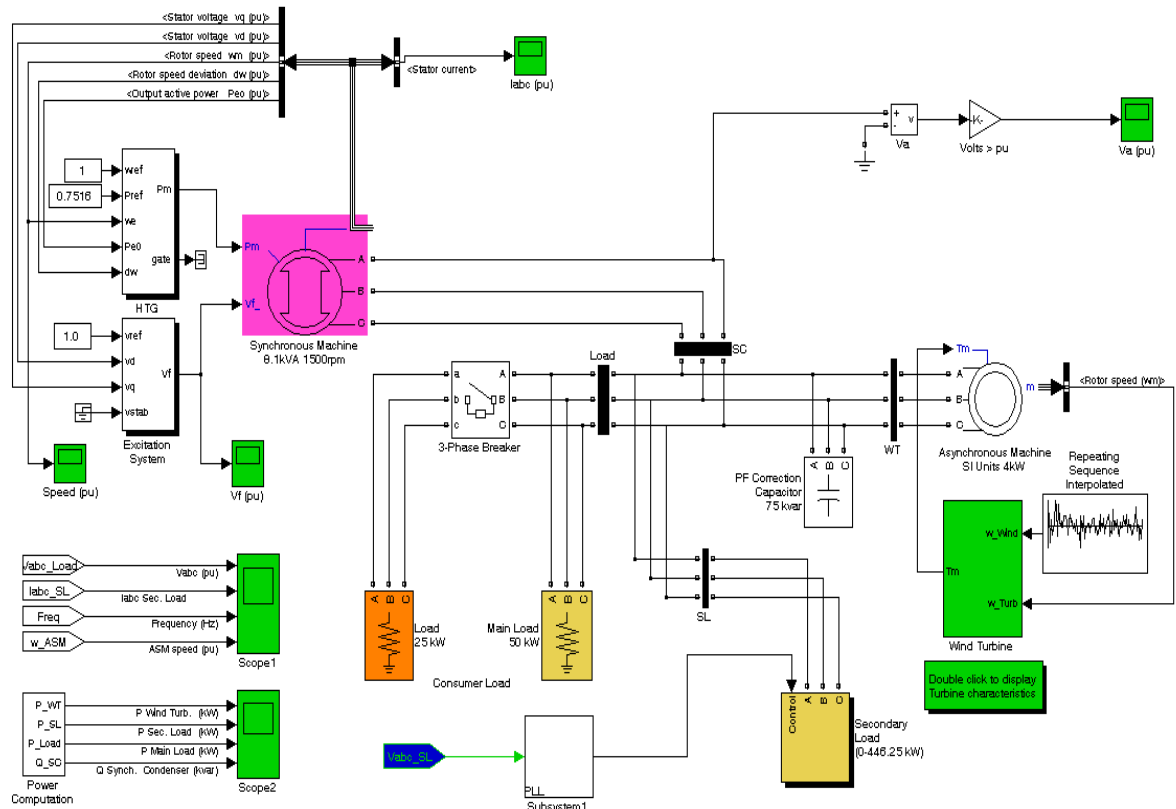 <Stator voltage vq (pu)>
<Stator voltage vd (pu)>
<Rotor speed wm (pu)>
<Rotor speed deviation dw (pu)>
<Output active power Peo (pu)>
<Stator current>
Iabc (pu)
+
-
v
Va
-K-
Volts > pu
Va (pu)
1
0.7516
wref
Pref
we
Pe0
dw
Pm
gate
HTG
1.0
vref
vd
vq
vstab
Vf
Excitation
System
Speed (pu)
Vf (pu)
Pm
Vf_
A
B
C
Synchronous Machine
8.1kVA 1500rpm
SC
a
b
c
A
B
C
3-Phase Breaker
Load
WT
Tm
A
B
C
m
<Rotor speed (wm)>
Asynchronous Machine
SI Units 4kW
A B C
PF Correction
Capacitor
75 kvar
Repeating
Sequence
Interpolated
w_Wind
Tm
w_Turb
Wind Turbine
Double click to display
Turbine characteristics
SL
A B C
Load
25 kW
A B C
Main Load
50 kW
Consumer Load
Vabc_Load
Iabc_SL
Freq
w_ASM
Vabc (pu)
Iabc Sec. Load
Frequency (Hz)
ASM speed (pu)
Scope1
P_WT
P_SL
P_Load
Q_SC
P Wind Turb. (kW)
P Sec. Load (kW)
P Main Load (kW)
Q Synch. Condenser (kvar)
Power
Computation
Scope2
Vabc_SL
PLL
Subsystem1
Control
A B C
Secondary
Load
(0-446.25 kW)